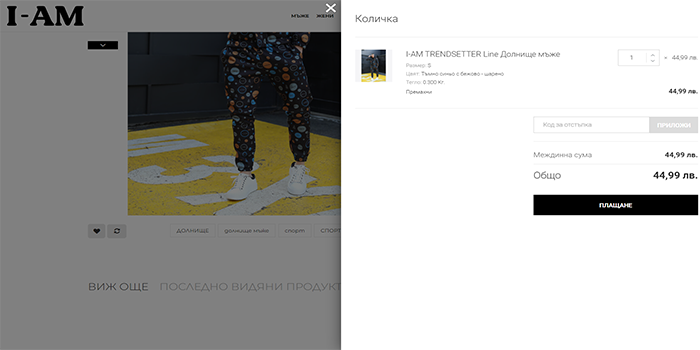 I-AM
МЪЖЕ ЖЕНИ
ДОЛНИЩЕ долнище мъже спорт СПОРТ
ВИЖ ОЩЕ ПОСЛЕДНО ВИДЯНИ ПРОДУКТ
Количка
I-AM TRENDSETTER Line Долнище мъже
Размер: S
Цвят: Тъмно синьо с бежово - шарено
Тегло: 0.300 Кг.
Премахни
1 × 44,99 лв.
44,99 лв.
Код за отстъпка ПРИЛОЖИ
Междинна сума 44,99 лв.
Общо 44,99 лв.
ПЛАЩАНЕ